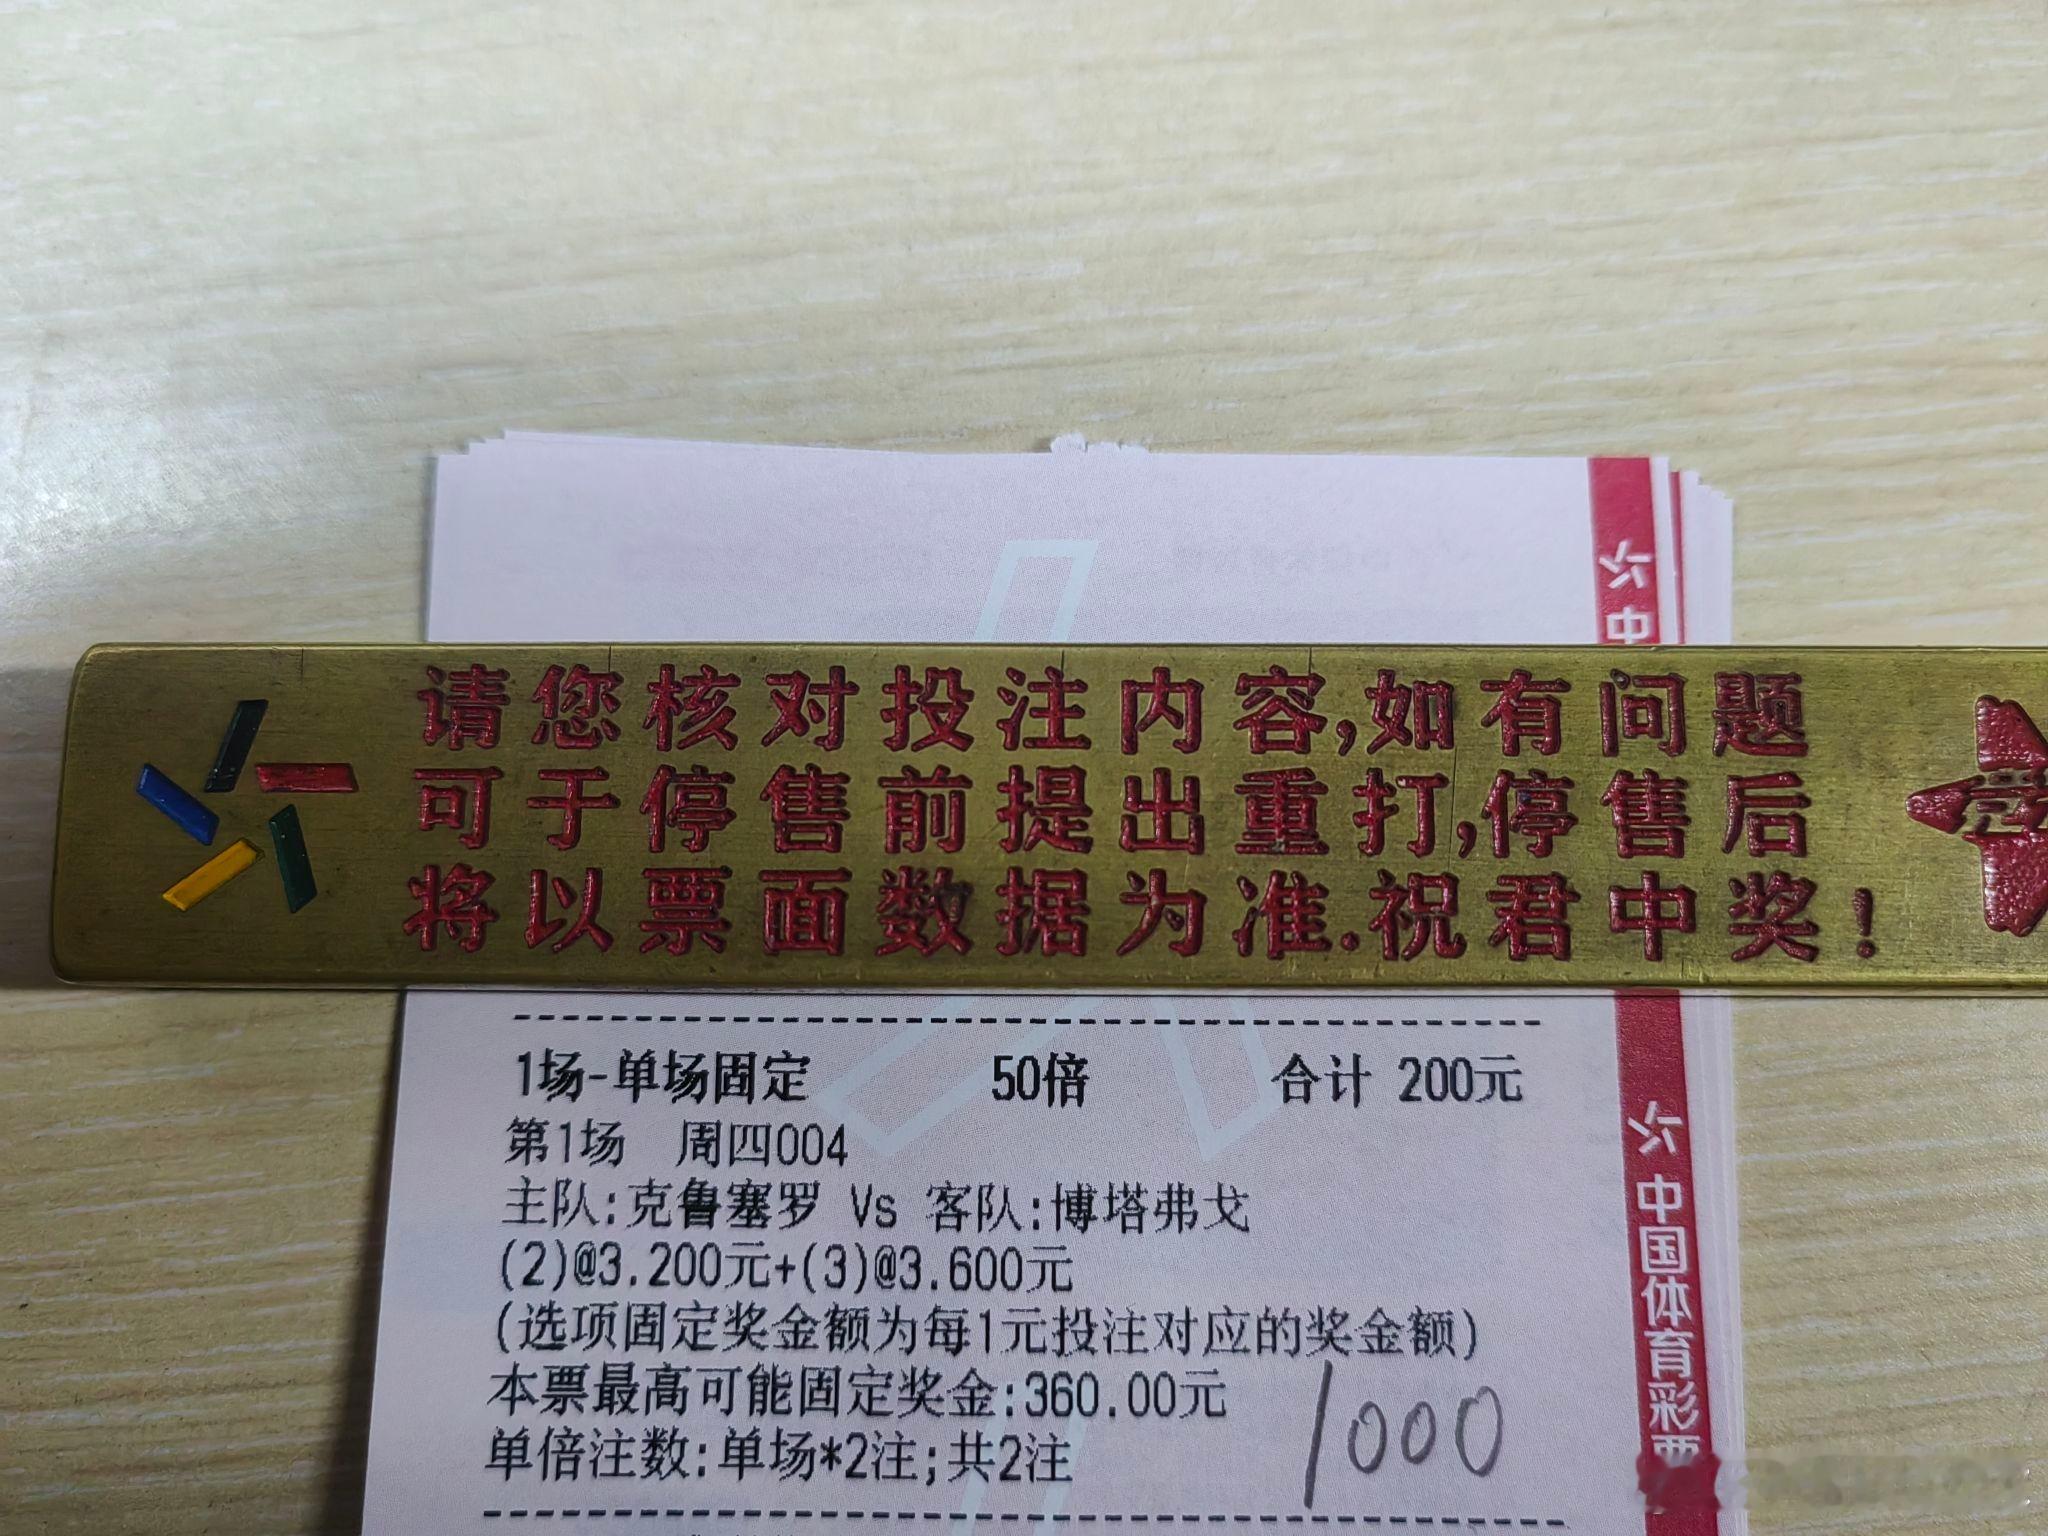 中
请您核对投注内容,如有问题
可于停售前提出重打,停售后
将以票面数据为准.祝君中奖!
1场-单场固定 50倍 合计 200元
第1场 周四004
主队:克鲁塞罗 Vs 客队:博塔弗戈
(2)@3.200元+(3)@3.600元
(选项固定奖金额为每1元投注对应的奖金额)
本票最高可能固定奖金:360.00元
单倍注数:单场*2注;共2注
1000
中国体育彩票